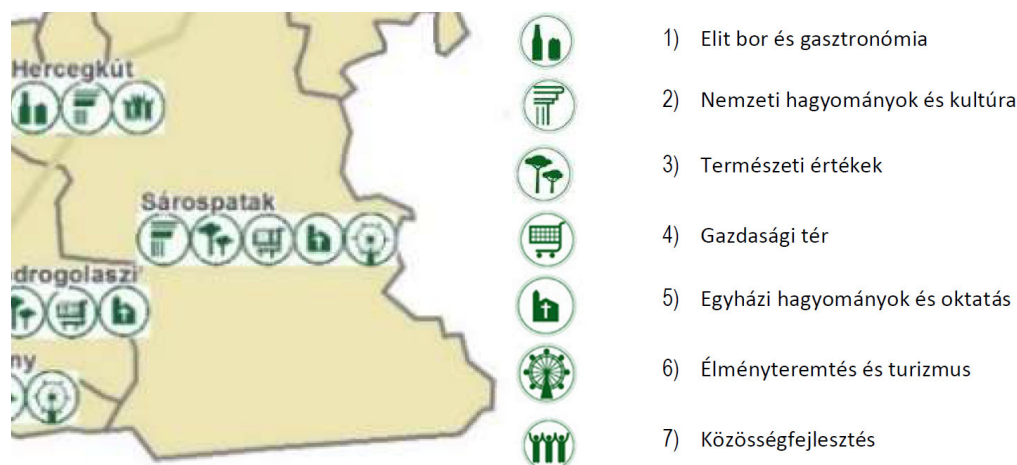 Hercegkút
Sárospatak
drogolaszi
ny
1) Elit bor és gasztronómia
2) Nemzeti hagyományok és kultúra
3) Természeti értékek
4) Gazdasági tér
5) Egyházi hagyományok és oktatás
6) Élményteremtés és turizmus
7) Közösségfejlesztés